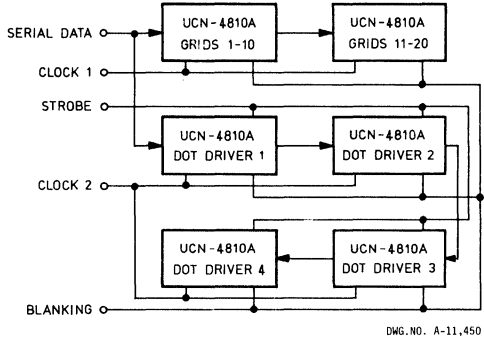 SERIAL DATA
UCN-4810A
GRIDS 1-10
UCN-4810A
GRIDS 11-20
CLOCK 1
STROBE
UCN-4810A
DOT DRIVER 1
UCN-4810A
DOT DRIVER 2
CLOCK 2
UCN-4810A
DOT DRIVER 4
UCN-4810A
DOT DRIVER 3
BLANKING
DWG.NO. A-11,450